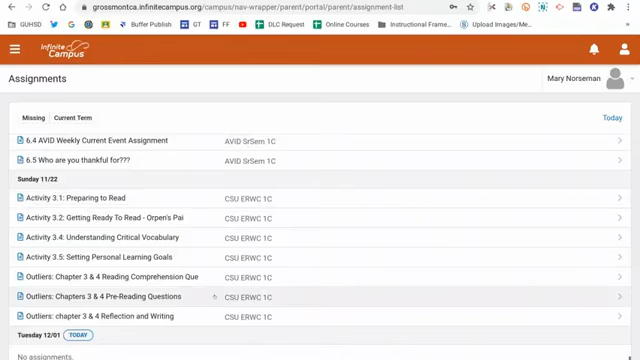 grossmontca.infinitecampus.org/campus/nav-wrapper/parent/portal/parent/assignment-list
GUHSD
Buffer Publish
GT
FF
DLC Request
Online Courses
Instructional Fram...
Upload Images/Sto...
Infinite Campus
Assignments
Mary Norseman
Missing
Current Term
Today
6.4 AVID Weekly Current Event Assignment
AVID SrSem 1C
6.5 Who are you thankful for???
AVID SrSem 1C
Sunday 11/22
Activity 3.1: Preparing to Read
CSU ERWC 1C
Activity 3.2: Getting Ready To Read - Orpen's Pai
CSU ERWC 1C
Activity 3.4: Understanding Critical Vocabulary
CSU ERWC 1C
Activity 3.5: Setting Personal Learning Goals
CSU ERWC 1C
Outliers: Chapter 3 & 4 Reading Comprehension Que
CSU ERWC 1C
Outliers: Chapters 3 & 4 Pre-Reading Questions
CSU ERWC 1C
Outliers: chapter 3 & 4 Reflection and Writing
CSU ERWC 1C
Tuesday 12/01 TODAY
No assignments.